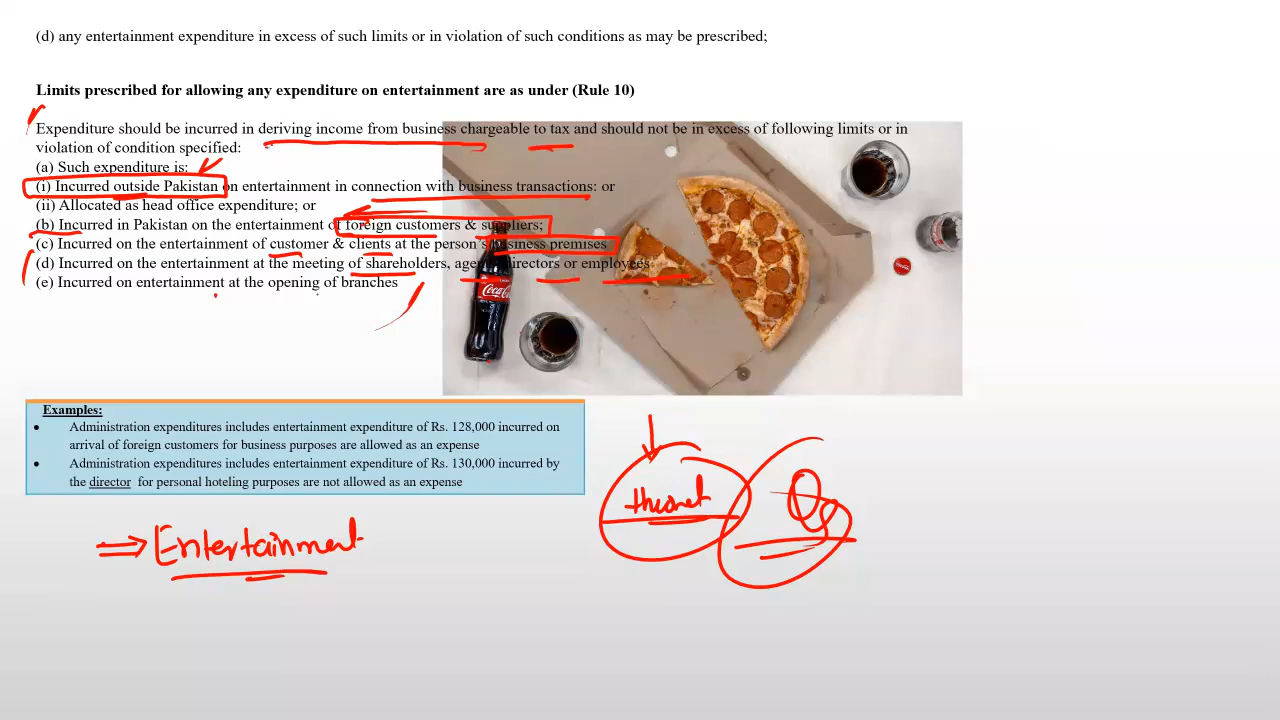 (d) any entertainment expenditure in excess of such limits or in violation of such conditions as may be prescribed;
Limits prescribed for allowing any expenditure on entertainment are as under (Rule 10)
Expenditure should be incurred in deriving income from business chargeable to tax and should not be in excess of following limits or in
violation of condition specified:
(a) Such expenditure is:
(i) Incurred outside Pakistan on entertainment in connection with business transactions: or
(ii) Allocated as head office expenditure; or
(b) Incurred in Pakistan on the entertainment of foreign customers & suppliers;
(c) Incurred on the entertainment of customer & clients at the person's business premises
(d) Incurred on the entertainment at the meeting of shareholders, agents, directors or employees
(e) Incurred on entertainment at the opening of branches
Coca-Cola
Examples:
• Administration expenditures includes entertainment expenditure of Rs. 128,000 incurred on
arrival of foreign customers for business purposes are allowed as an expense
• Administration expenditures includes entertainment expenditure of Rs. 130,000 incurred by
the director for personal hoteling purposes are not allowed as an expense
⇒ Entertainment